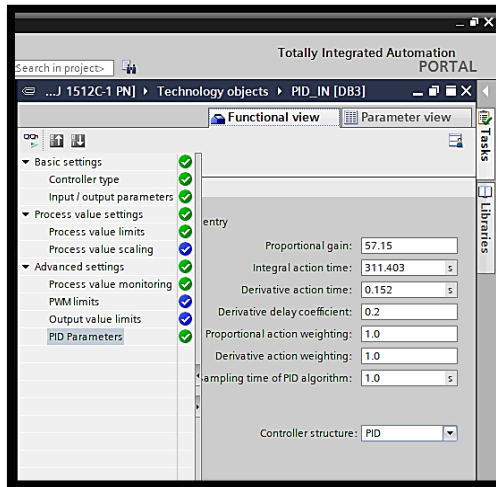 Totally Integrated Automation
PORTAL
Search in project>
...J 1512C-1 PN] ▸ Technology objects ▸ PID_IN [DB3]
Functional view
Parameter view
Basic settings
Controller type
Input / output parameters
Process value settings
Process value limits
Process value scaling
Advanced settings
Process value monitoring
PWM limits
Output value limits
PID Parameters
entry
Proportional gain: 57.15
Integral action time: 311.403 s
Derivative action time: 0.152 s
Derivative delay coefficient: 0.2
Proportional action weighting: 1.0
Derivative action weighting: 1.0
ampling time of PID algorithm: 1.0 s
Controller structure: PID
Tasks
Libraries